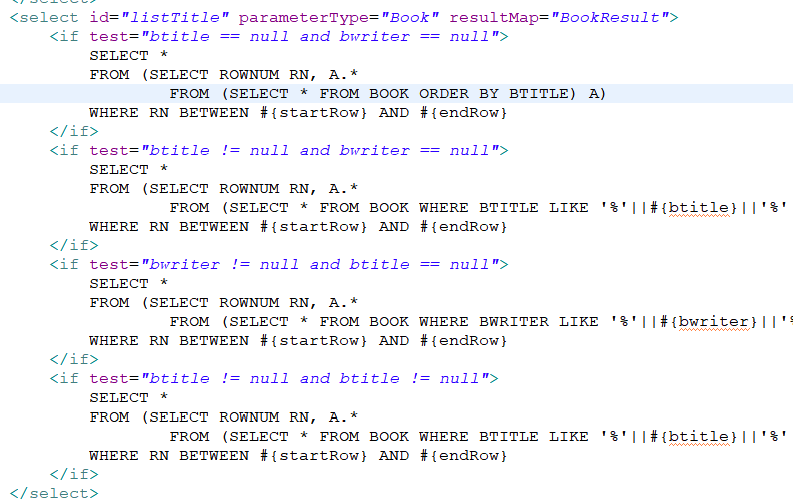 </select>
<select id="listTitle" parameterType="Book" resultMap="BookResult">
<if test="btitle == null and bwriter == null">
SELECT *
FROM (SELECT ROWNUM RN, A.*
FROM (SELECT * FROM BOOK ORDER BY BTITLE) A)
WHERE RN BETWEEN #{startRow} AND #{endRow}
</if>
<if test="btitle != null and bwriter == null">
SELECT *
FROM (SELECT ROWNUM RN, A.*
FROM (SELECT * FROM BOOK WHERE BTITLE LIKE '%'||#{btitle}||'%'
WHERE RN BETWEEN #{startRow} AND #{endRow}
</if>
<if test="bwriter != null and btitle == null">
SELECT *
FROM (SELECT ROWNUM RN, A.*
FROM (SELECT * FROM BOOK WHERE BWRITER LIKE '%'||#{bwriter}||'%
WHERE RN BETWEEN #{startRow} AND #{endRow}
</if>
<if test="btitle != null and btitle != null">
SELECT *
FROM (SELECT ROWNUM RN, A.*
FROM (SELECT * FROM BOOK WHERE BTITLE LIKE '%'||#{btitle}||'%'
WHERE RN BETWEEN #{startRow} AND #{endRow}
</if>
</select>